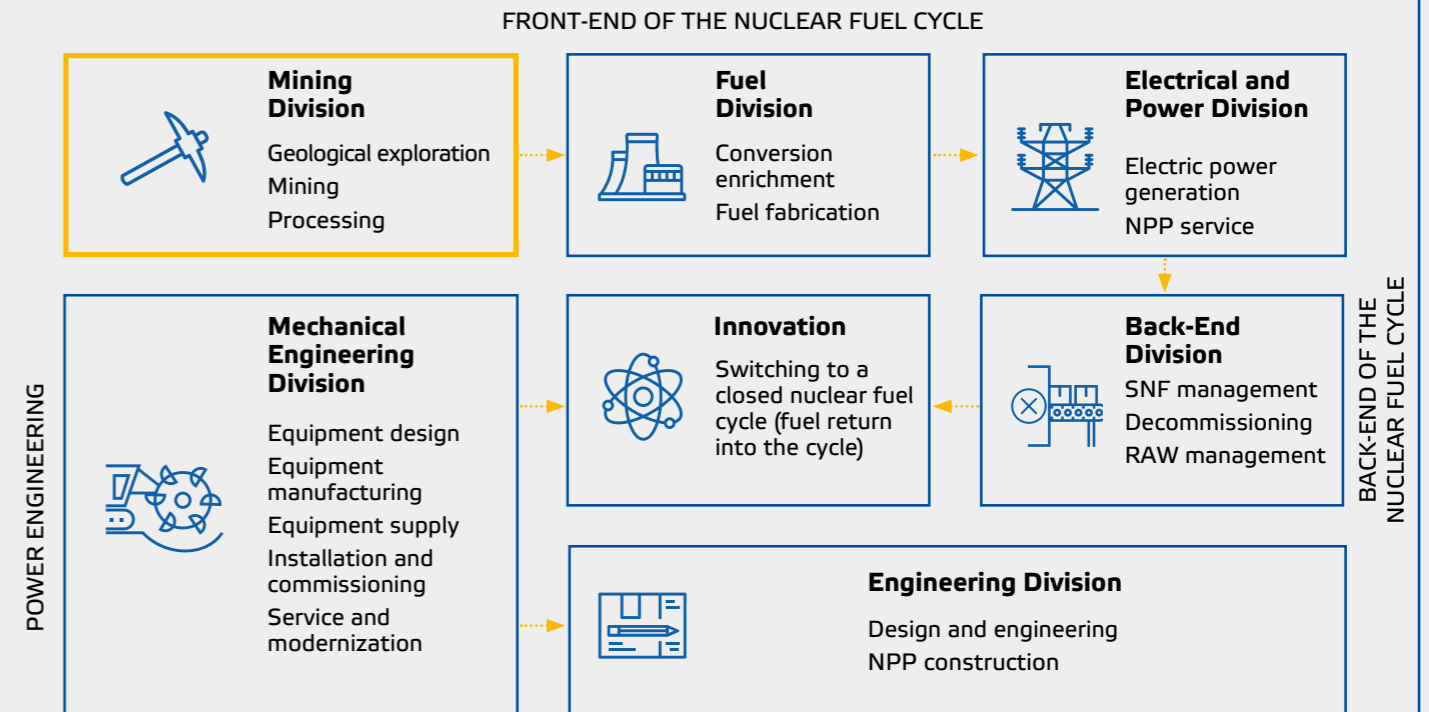 FRONT-END OF THE NUCLEAR FUEL CYCLE
Mining
Division
Geological exploration
Mining
Processing
Fuel
Division
Conversion
enrichment
Fuel fabrication
Electrical and
Power Division
Electric power
generation
NPP service
POWER ENGINEERING
Mechanical
Engineering
Division
Equipment design
Equipment
manufacturing
Equipment supply
Installation and
commissioning
Service and
modernization
Innovation
Switching to a
closed nuclear fuel
cycle (fuel return
into the cycle)
Back-End
Division
SNF management
Decommissioning
RAW management
BACK-END OF THE
NUCLEAR FUEL CYCLE
Engineering Division
Design and engineering
NPP construction